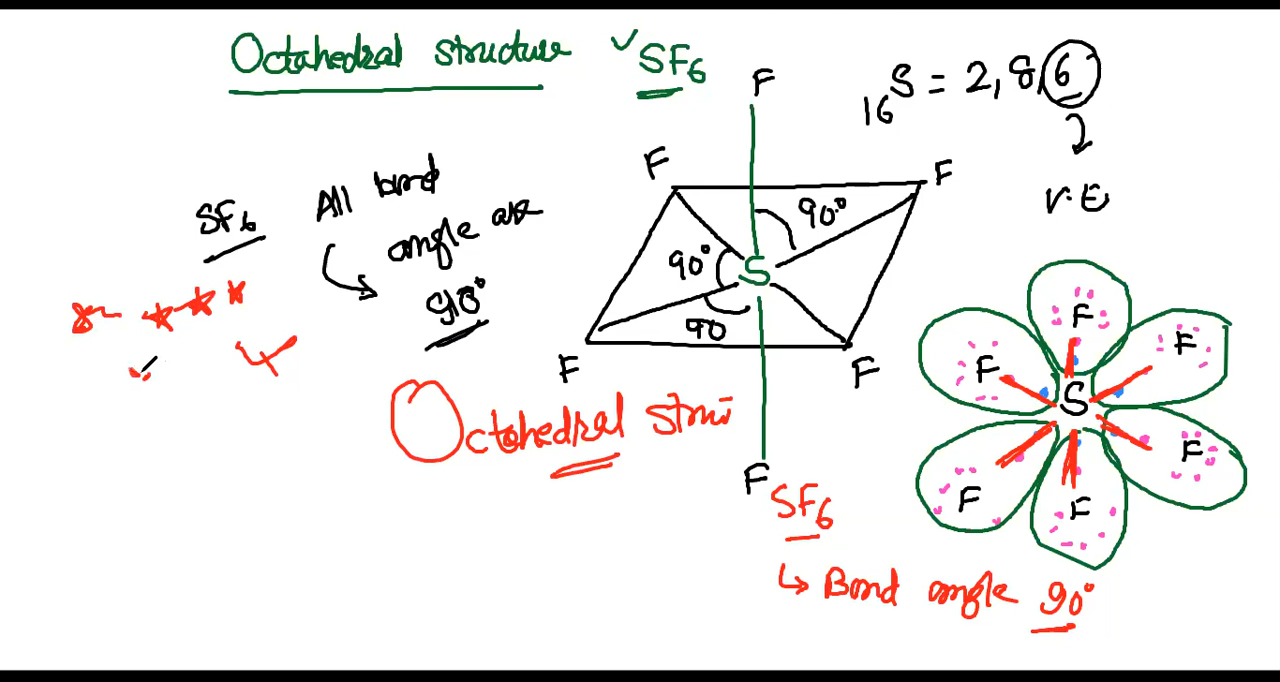 Octahedral structure ✓SF₆
₁₆S = 2, 8, 6
V.E
SF₆ All bond
angle are
90°
F
F
F
90°
90°
S
90
F
F
F
Octahedral stru
SF₆
↳ Bond angle 90°
F
F
F
S
F
F
F